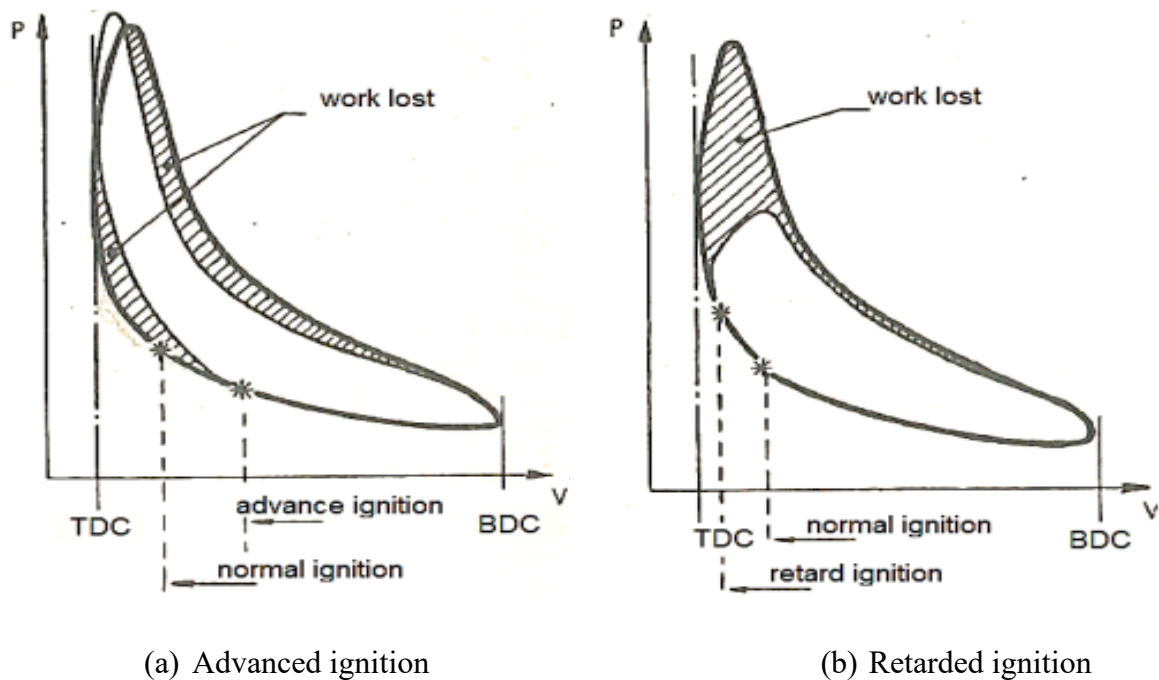 P
work lost
V
advance ignition
TDC
BDC
normal ignition
(a) Advanced ignition
P
work lost
V
normal ignition
TDC
BDC
retard ignition
(b) Retarded ignition